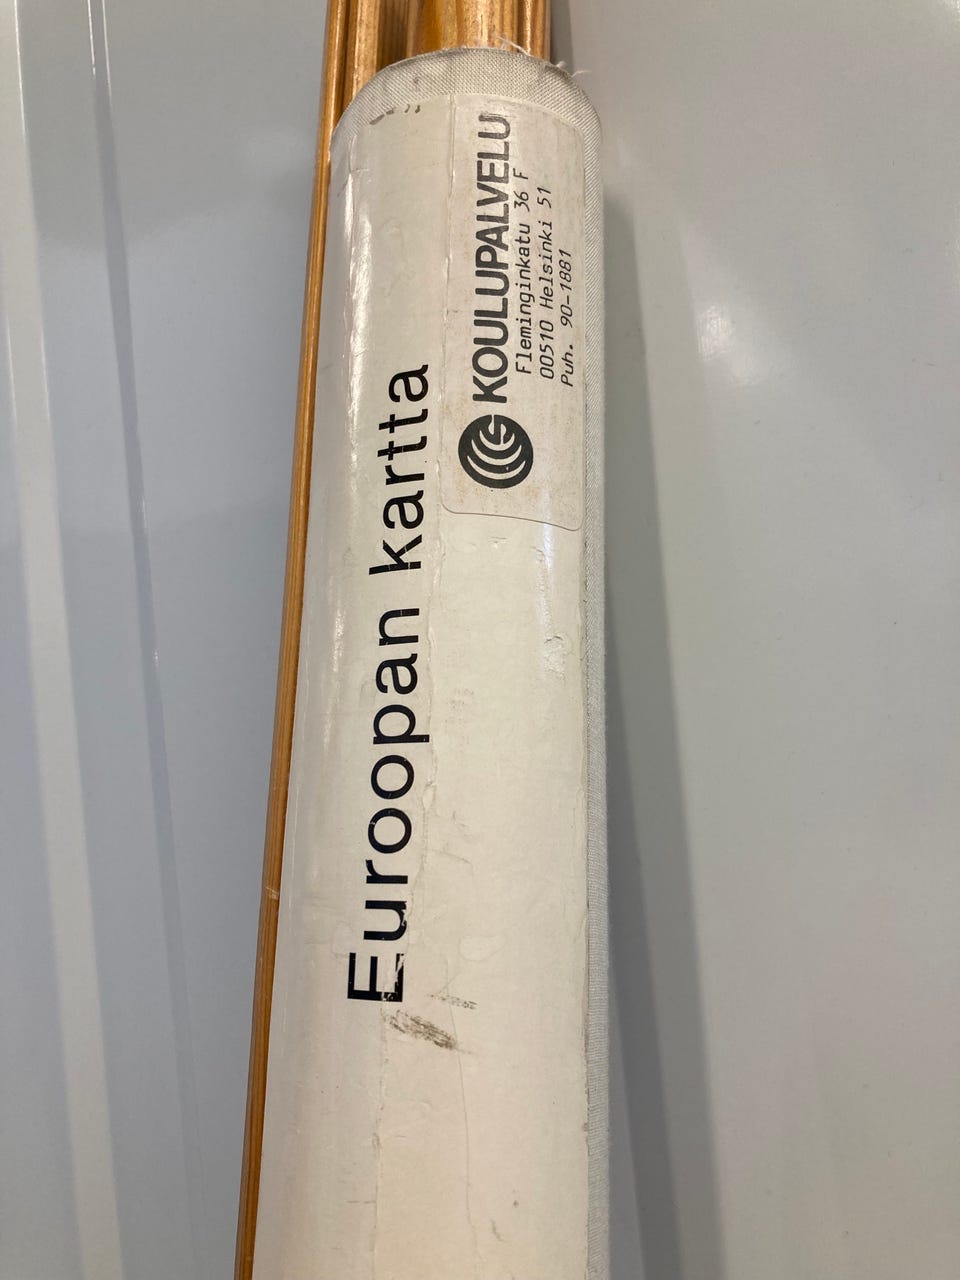 Euroopan kartta
KOULUPALVELU
Fleminginkatu 36 F
00510 Helsinki 51
Puh. 90-1881